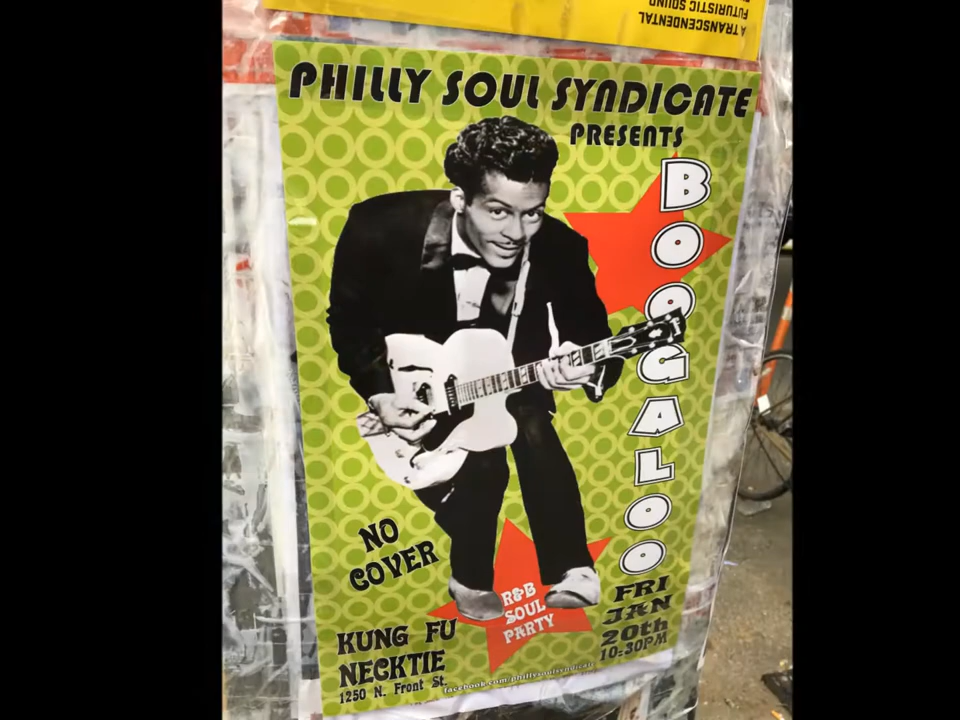 A TRANSCENDENTAL
FUTURISTIC SOUND
PHILLY SOUL SYNDICATE
PRESENTS
BOOGALOO
NO
COVER
R&B
SOUL
PARTY
FRI
JAN
20th
10:30PM
KUNG FU
NECKTIE
1250 N. Front St.
facebook.com/phillysoulsyndicate